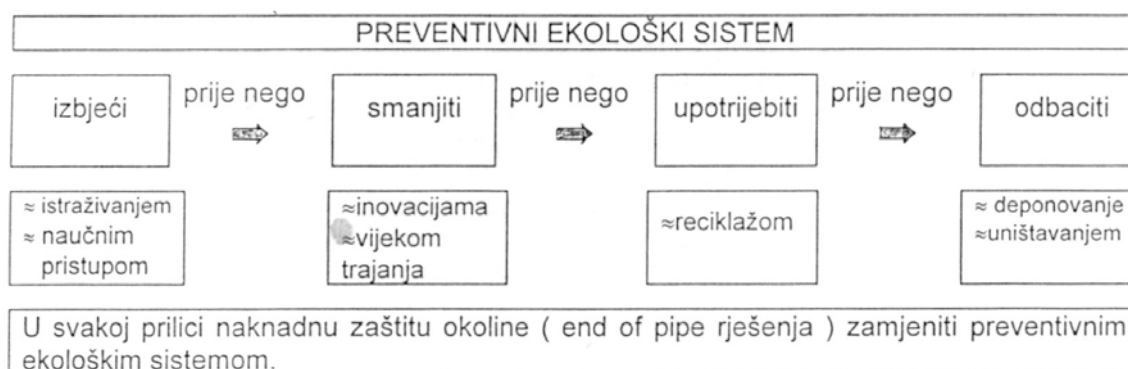 PREVENTIVNI EKOLOŠKI SISTEM
izbjeći
prije nego
smanjiti
prije nego
upotrijebiti
prije nego
odbaciti
≈ istraživanjem
≈ naučnim
pristupom
≈inovacijama
≈vijekom
trajanja
≈reciklažom
≈ deponovanje
≈uništavanjem
U svakoj prilici naknadnu zaštitu okoline ( end of pipe rješenja ) zamjeniti preventivnim
ekološkim sistemom.